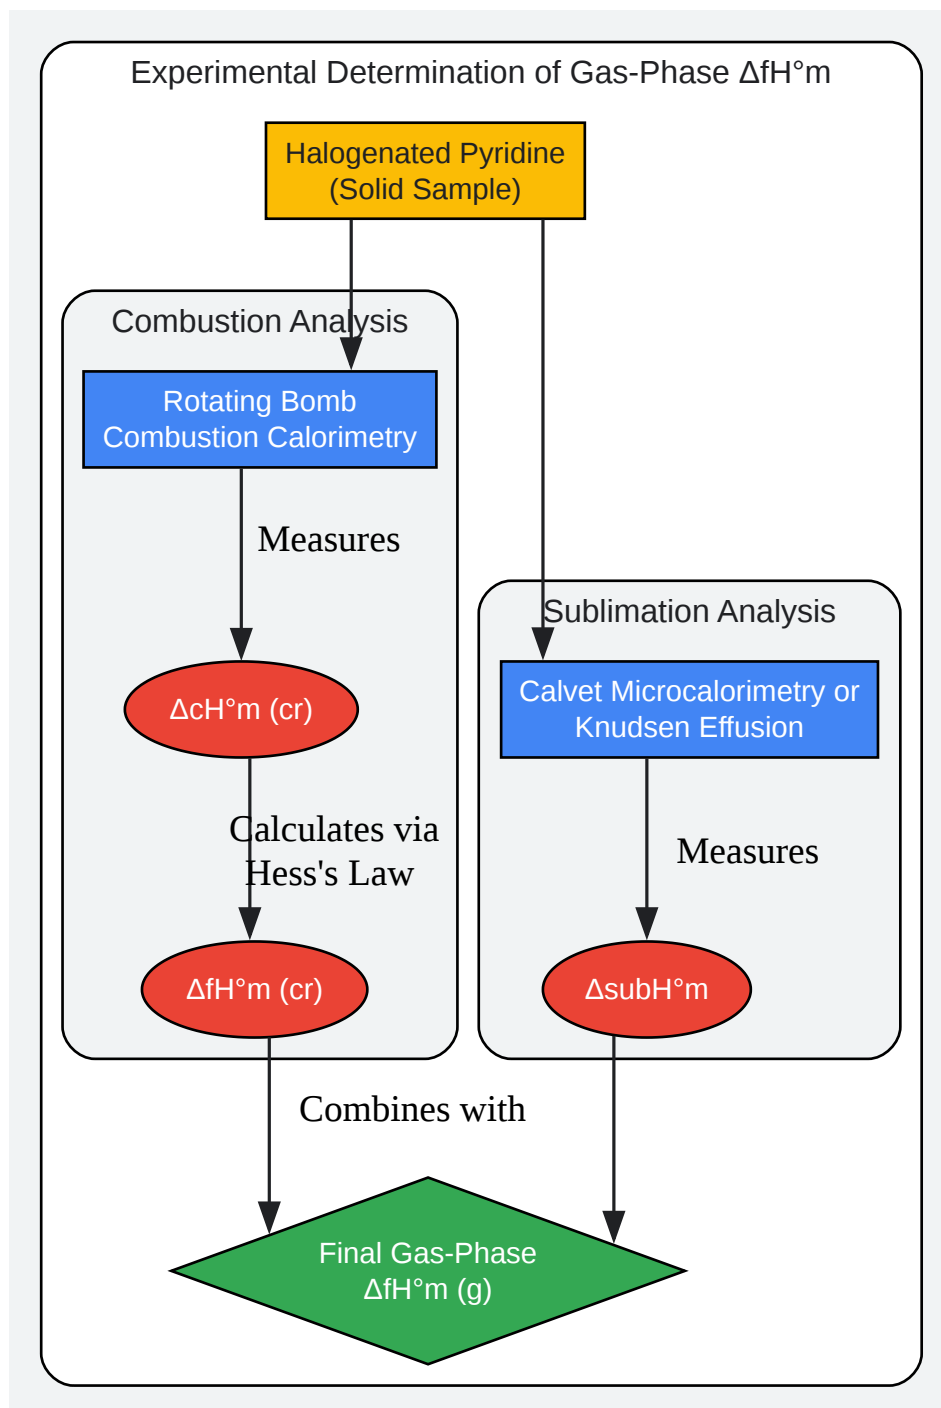 Experimental Determination of Gas-Phase ΔfH°m
Halogenated Pyridine
(Solid Sample)
Combustion Analysis
Rotating Bomb
Combustion Calorimetry
Measures
Sublimation Analysis
Calvet Microcalorimetry or
Knudsen Effusion
ΔcH°m (cr)
Calculates via
Hess's Law
Measures
ΔfH°m (cr)
ΔsubH°m
Combines with
Final Gas-Phase
ΔfH°m (g)